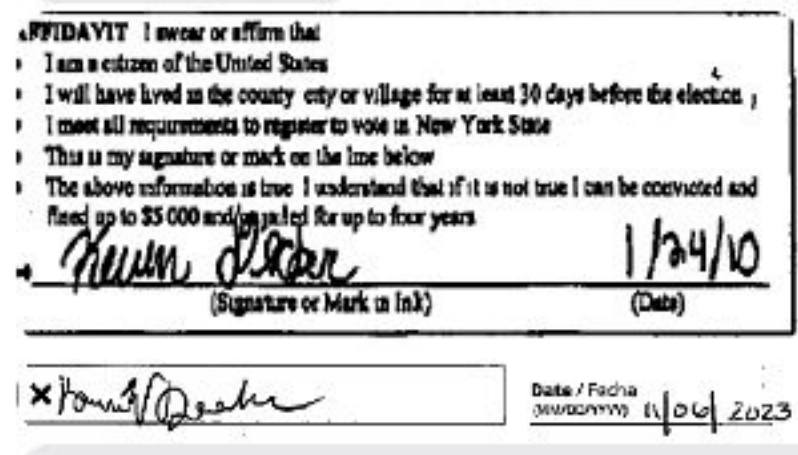 AFFIDAVIT I swear or affirm that
I am a citizen of the United States
I will have lived in the county city or village for at least 30 days before the election
I meet all requirements to register to vote in New York State
This is my signature or mark on the line below
The above information is true I understand that if it is not true I can be convicted and
fined up to $5 000 and/or jailed for up to four years
Kevin 1/24/10
(Signature or Mark in Ink) (Date)
X
Date / Fecha
(MM/DD/YYYY) 11/06/2023